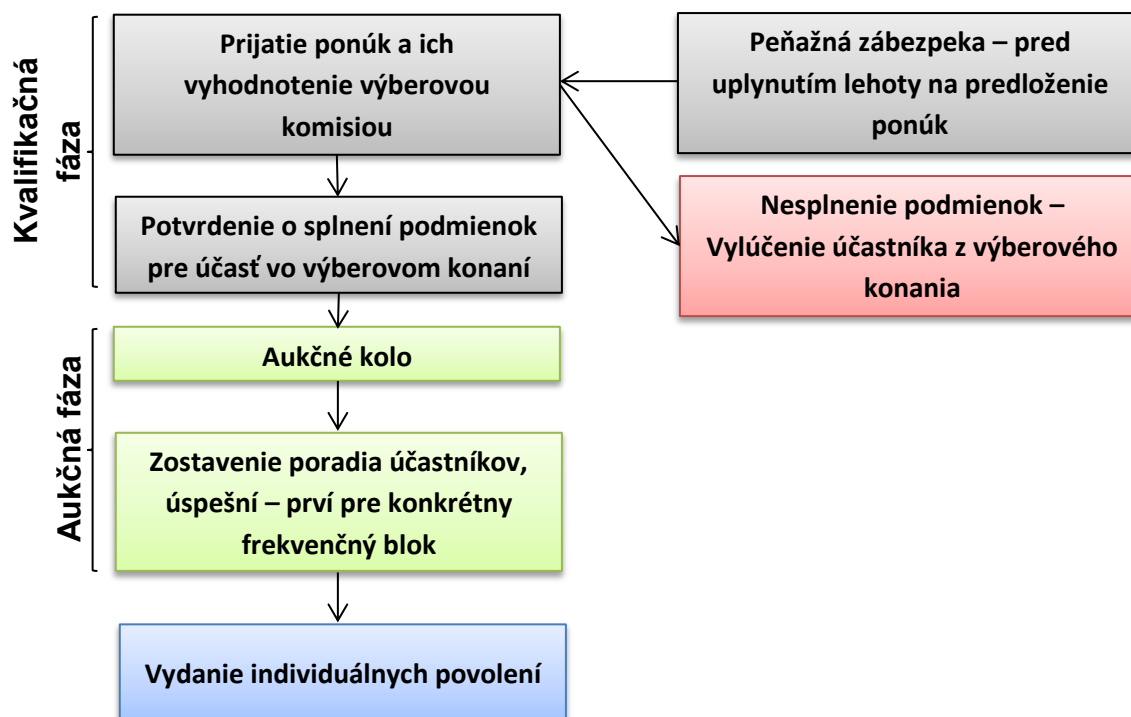 Kvalifikačná
fáza
Prijatie ponúk a ich
vyhodnotenie výberovou
komisiou
Peňažná zábezpeka – pred
uplynutím lehoty na predloženie
ponúk
Nesplnenie podmienok –
Vylúčenie účastníka z výberového
konania
Potvrdenie o splnení podmienok
pre účasť vo výberovom konaní
Aukčná fáza
Aukčné kolo
Zostavenie poradia účastníkov,
úspešní – prví pre konkrétny
frekvenčný blok
Vydanie individuálnych povolení